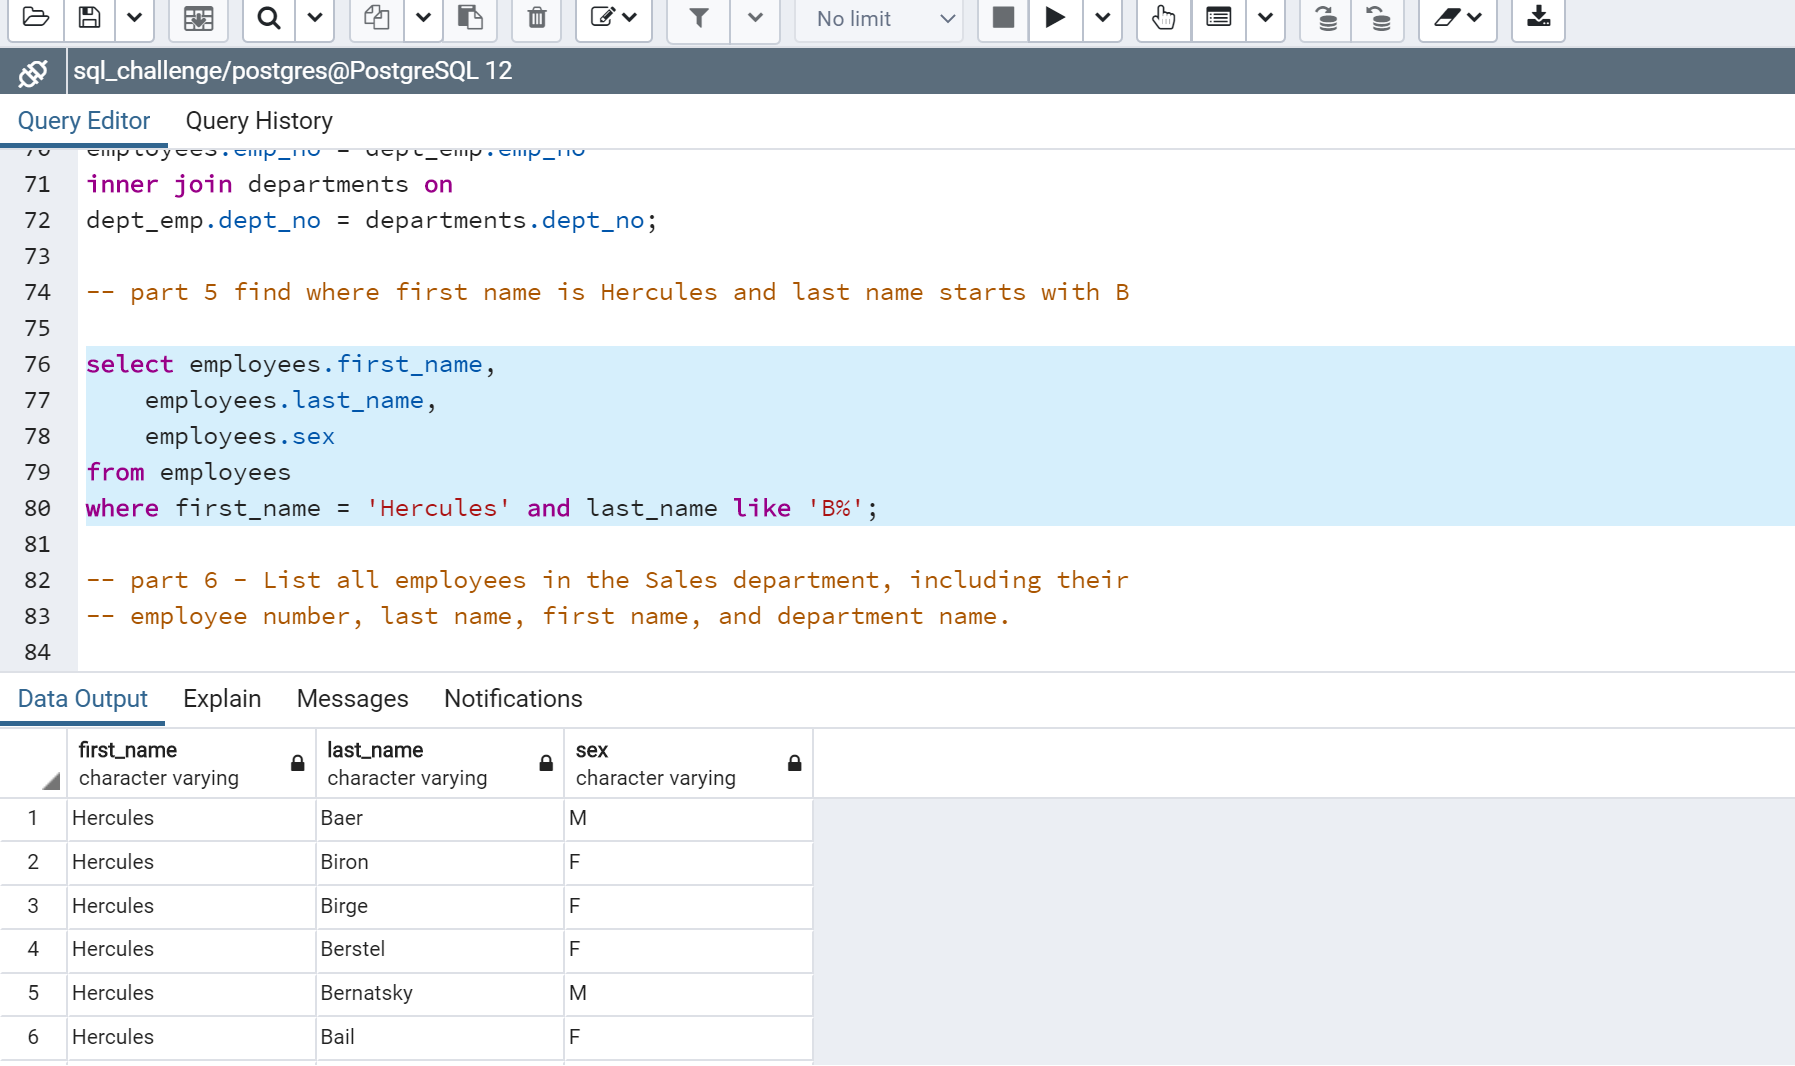 No limit
sql_challenge/postgres@PostgreSQL 12
Query Editor Query History
70 employees.emp_no = dept_emp.emp_no
71 inner join departments on
72 dept_emp.dept_no = departments.dept_no;
73
74 -- part 5 find where first name is Hercules and last name starts with B
75
76 select employees.first_name,
77     employees.last_name,
78     employees.sex
79 from employees
80 where first_name = 'Hercules' and last_name like 'B%';
81
82 -- part 6 - List all employees in the Sales department, including their
83 -- employee number, last name, first name, and department name.
84
Data Output Explain Messages Notifications
first_name last_name sex
character varying character varying character varying
1 Hercules Baer M
2 Hercules Biron F
3 Hercules Birge F
4 Hercules Berstel F
5 Hercules Bernatsky M
6 Hercules Bail F